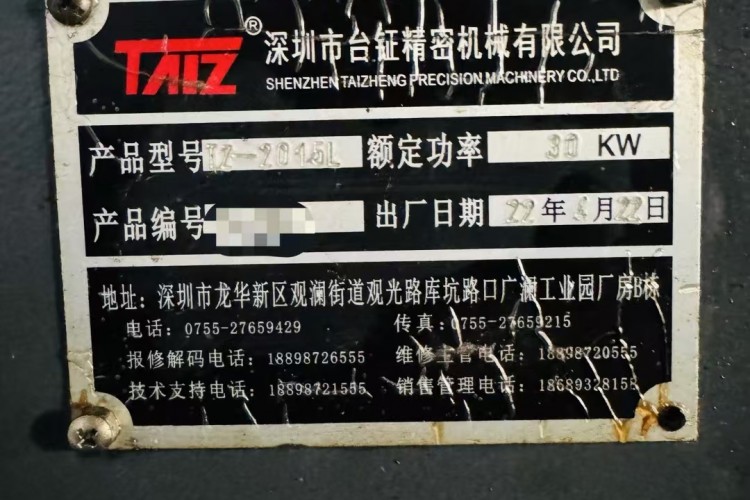 TAIZ® 深圳市台钲精密机械有限公司
SHENZHEN TAIZHENG PRECISION MACHINERY CO.,LTD
产品型号 TZ-2015L 额定功率 30 KW
产品编号 出厂日期 22年 月22日
地址：深圳市龙华新区观澜街道观光路库坑路口广澜工业园厂房B栋
电话：0755-27659429 传真：0755-27659215
报修解码电话：18898726555 维修主管电话：18898720555
技术支持电话：18898721555 销售管理电话：18689328158